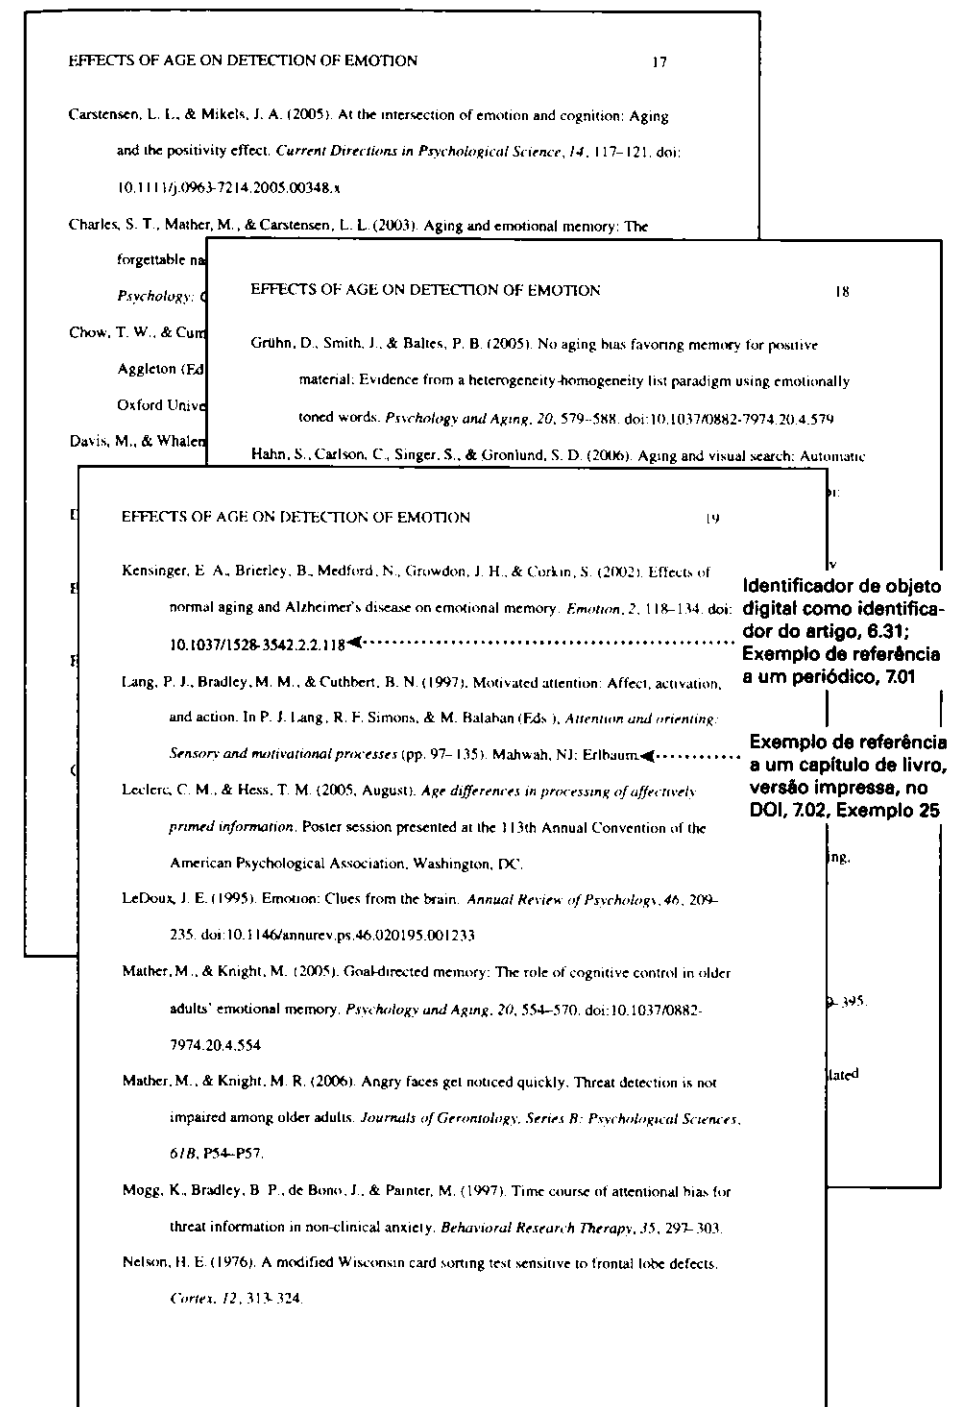 EFFECTS OF AGE ON DETECTION OF EMOTION 17
Carstensen, L. L., & Mikels, J. A. (2005). At the intersection of emotion and cognition: Aging
and the positivity effect. Current Directions in Psychological Science, 14, 117–121. doi:
10.1111/j.0963-7214.2005.00348.x
Charles, S. T., Mather, M., & Carstensen, L. L. (2003). Aging and emotional memory: The
forgettable na
Psychology:
Chow, T. W., & Cum
Aggleton (Ed
Oxford Unive
Davis, M., & Whalen
EFFECTS OF AGE ON DETECTION OF EMOTION 18
Grühn, D., Smith, J., & Baltes, P. B. (2005). No aging bias favoring memory for positive
material: Evidence from a heterogeneity-homogeneity list paradigm using emotionally
toned words. Psychology and Aging, 20, 579–588. doi:10.1037/0882-7974.20.4.579
Hahn, S., Carlson, C., Singer, S., & Gronlund, S. D. (2006). Aging and visual search: Automatic
ing.
395.
lated
EFFECTS OF AGE ON DETECTION OF EMOTION 19
Kensinger, E. A., Brierley, B., Medford, N., Growdon, J. H., & Corkin, S. (2002). Effects of
normal aging and Alzheimer's disease on emotional memory. Emotion, 2, 118–134. doi:
10.1037/1528-3542.2.2.118
Lang, P. J., Bradley, M. M., & Cuthbert, B. N. (1997). Motivated attention: Affect, activation,
and action. In P. J. Lang, R. F. Simons, & M. Balaban (Eds.), Attention and orienting:
Sensory and motivational processes (pp. 97–135). Mahwah, NJ: Erlbaum.
Leclerc, C. M., & Hess, T. M. (2005, August). Age differences in processing of affectively
primed information. Poster session presented at the 113th Annual Convention of the
American Psychological Association, Washington, DC.
LeDoux, J. E. (1995). Emotion: Clues from the brain. Annual Review of Psychology, 46, 209–
235. doi:10.1146/annurev.ps.46.020195.001233
Mather, M., & Knight, M. (2005). Goal-directed memory: The role of cognitive control in older
adults' emotional memory. Psychology and Aging, 20, 554–570. doi:10.1037/0882-
7974.20.4.554
Mather, M., & Knight, M. R. (2006). Angry faces get noticed quickly: Threat detection is not
impaired among older adults. Journals of Gerontology, Series B: Psychological Sciences,
61B, P54–P57.
Mogg, K., Bradley, B. P., de Bono, J., & Painter, M. (1997). Time course of attentional bias for
threat information in non-clinical anxiety. Behavioral Research Therapy, 35, 297–303.
Nelson, H. E. (1976). A modified Wisconsin card sorting test sensitive to frontal lobe defects.
Cortex, 12, 313–324.
Identificador de objeto
digital como identifica-
dor do artigo, 6.31;
Exemplo de referência
a um periódico, 7.01
Exemplo de referência
a um capítulo de livro,
versão impressa, no
DOI, 7.02, Exemplo 25